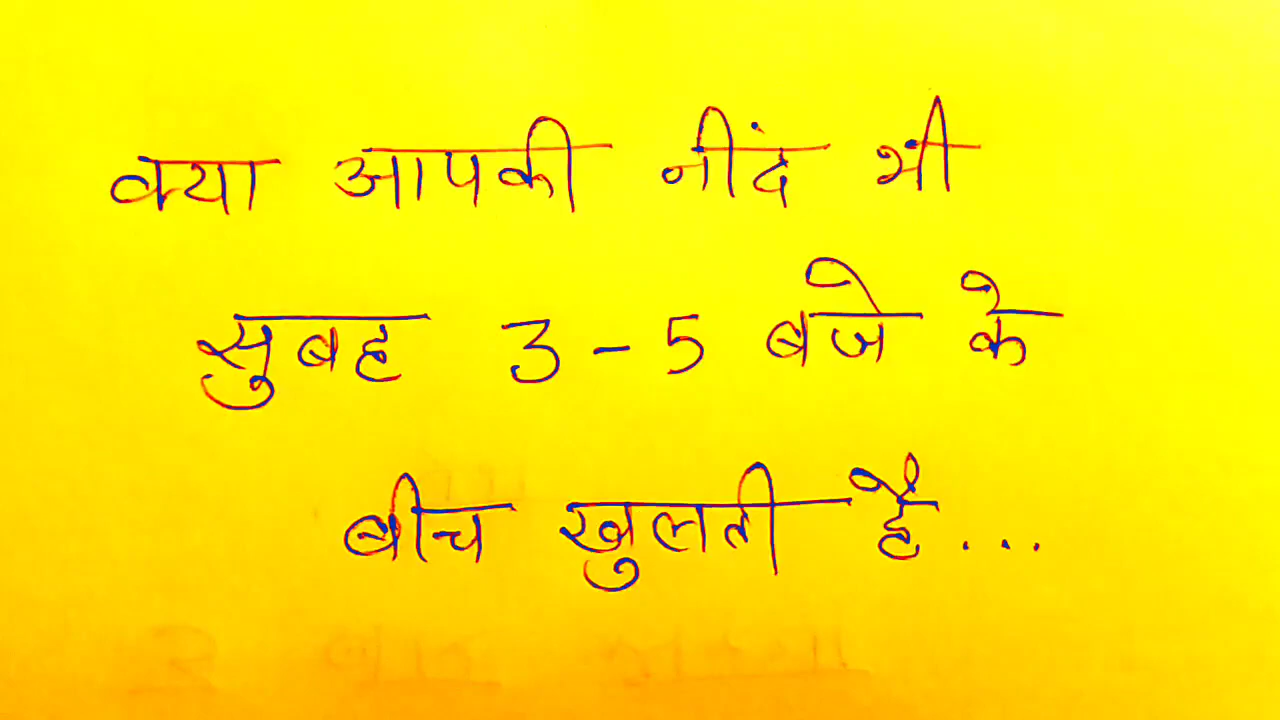 क्या आपकी नींद भी
सुबह 3-5 बजे के
बीच खुलती है...